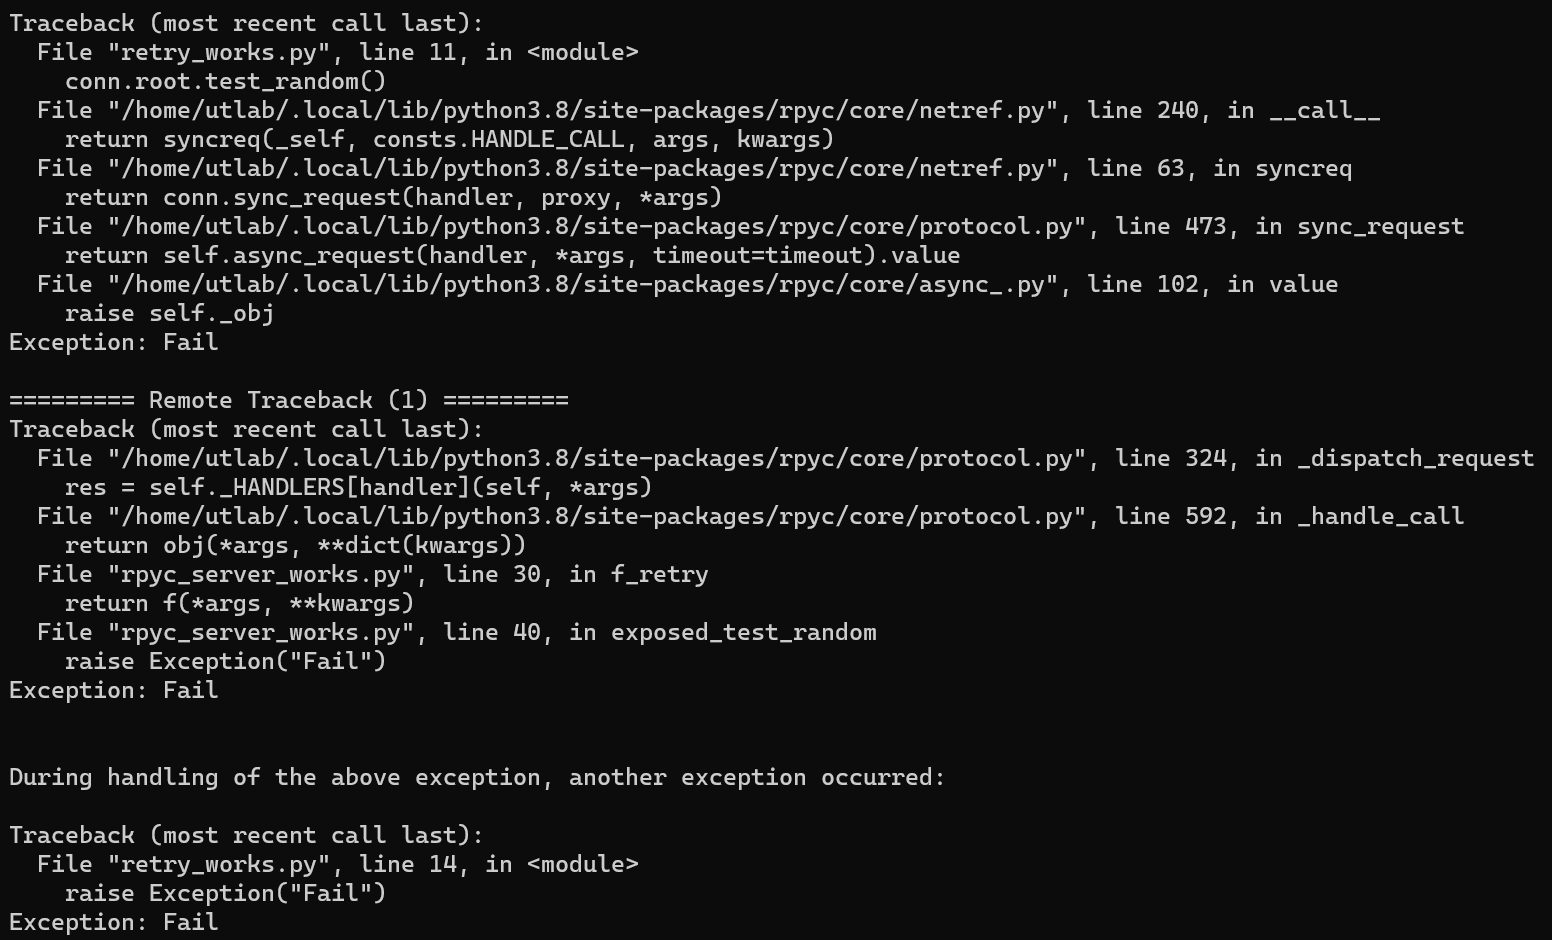 Traceback (most recent call last):
  File "retry_works.py", line 11, in <module>
    conn.root.test_random()
  File "/home/utlab/.local/lib/python3.8/site-packages/rpyc/core/netref.py", line 240, in __call__
    return syncreq(_self, consts.HANDLE_CALL, args, kwargs)
  File "/home/utlab/.local/lib/python3.8/site-packages/rpyc/core/netref.py", line 63, in syncreq
    return conn.sync_request(handler, proxy, *args)
  File "/home/utlab/.local/lib/python3.8/site-packages/rpyc/core/protocol.py", line 473, in sync_request
    return self.async_request(handler, *args, timeout=timeout).value
  File "/home/utlab/.local/lib/python3.8/site-packages/rpyc/core/async_.py", line 102, in value
    raise self._obj
Exception: Fail

========= Remote Traceback (1) =========
Traceback (most recent call last):
  File "/home/utlab/.local/lib/python3.8/site-packages/rpyc/core/protocol.py", line 324, in _dispatch_request
    res = self._HANDLERS[handler](self, *args)
  File "/home/utlab/.local/lib/python3.8/site-packages/rpyc/core/protocol.py", line 592, in _handle_call
    return obj(*args, **dict(kwargs))
  File "rpyc_server_works.py", line 30, in f_retry
    return f(*args, **kwargs)
  File "rpyc_server_works.py", line 40, in exposed_test_random
    raise Exception("Fail")
Exception: Fail


During handling of the above exception, another exception occurred:

Traceback (most recent call last):
  File "retry_works.py", line 14, in <module>
    raise Exception("Fail")
Exception: Fail